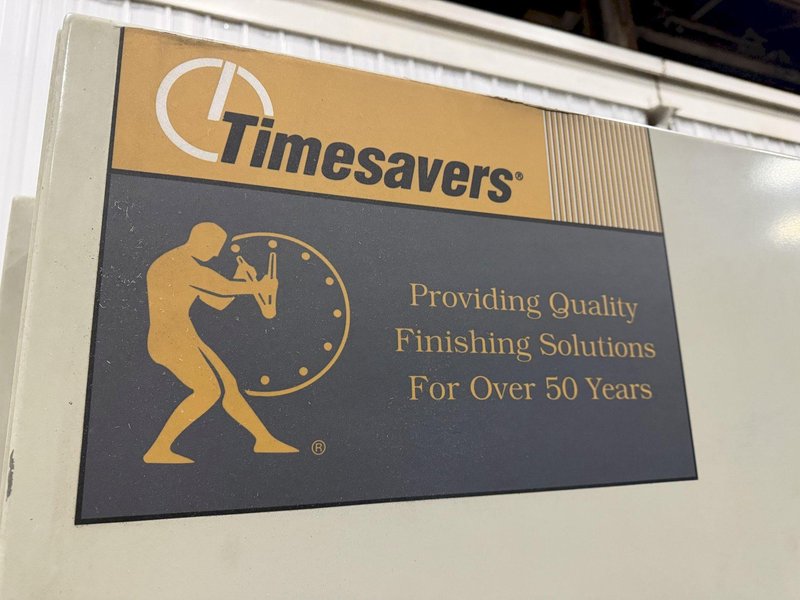 Timesavers®
Providing Quality
Finishing Solutions
For Over 50 Years
®